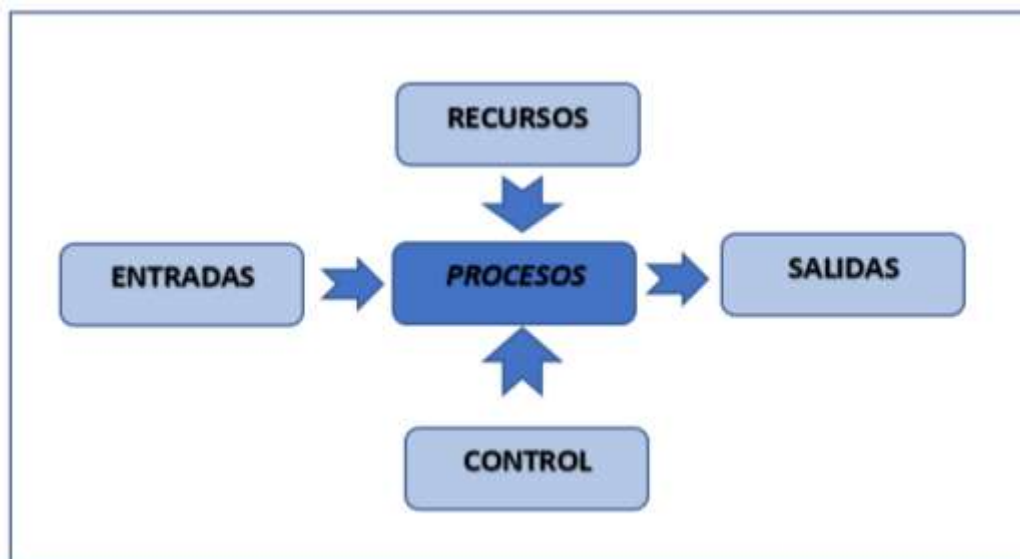 RECURSOS
ENTRADAS
PROCESOS
SALIDAS
CONTROL